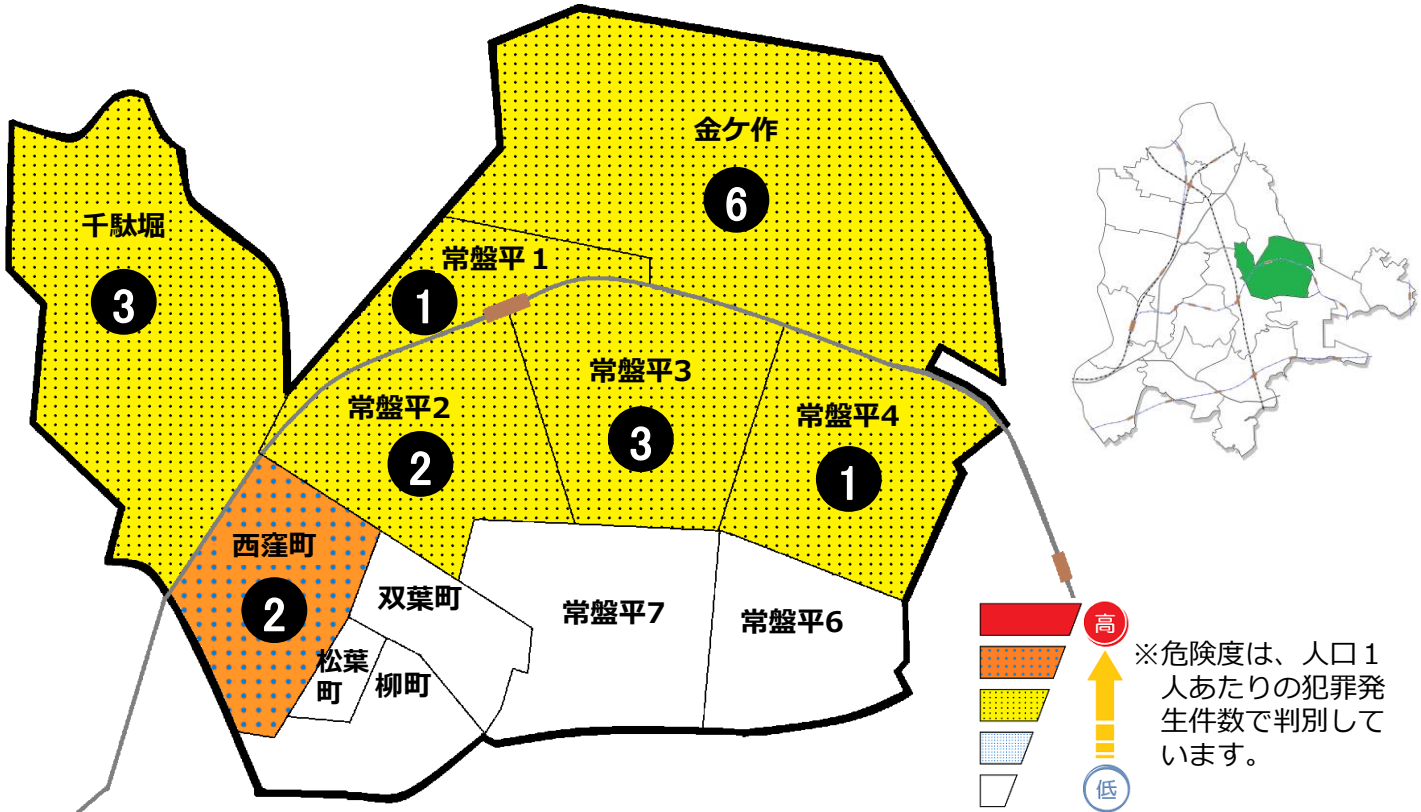 金ケ作
6
千駄堀
3
常盤平１
1
常盤平3
3
常盤平2
2
常盤平4
1
西窪町
2
双葉町
常盤平7
常盤平6
松葉
町
柳町
高
※危険度は、人口１
人あたりの犯罪発
生件数で判別して
います。
低